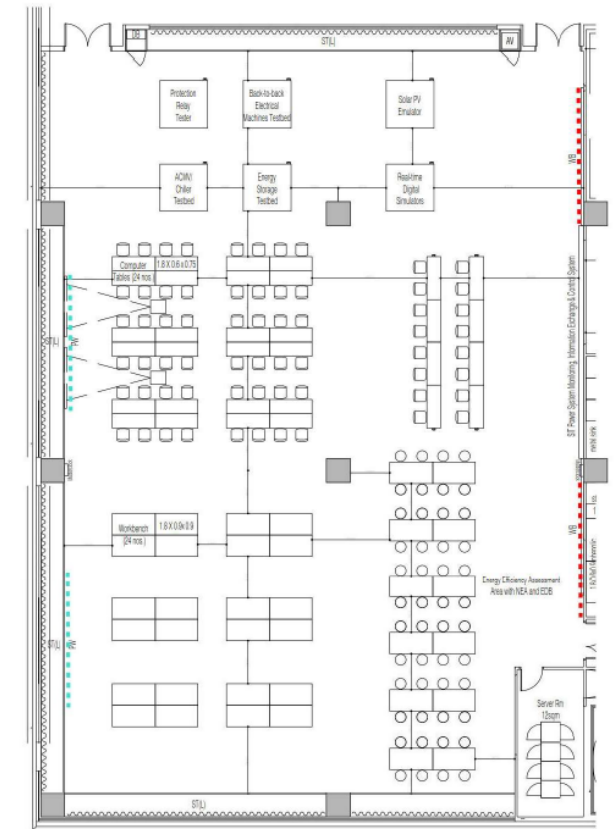 DB
ST(L)
AV
Protection
Relay
Tester
Back-to-back
Electrical
Machines Testbed
Solar PV
Emulator
WB
ACMV/
Chiller
Testbed
Energy
Storage
Testbed
Real-time
Digital
Simulators
Computer
Tables (24 nos.)
1.8 X 0.6 x 0.75
SIT Power System Monitoring, Information Exchange & Control System
ST(L)
PW
Workbench
(24 nos.)
1.8 X 0.9x 0.9
WB
Energy Efficiency Assessment
Area with NEA and EDB
ST(L)
PW
Server Rm
12sqm
ST(L)